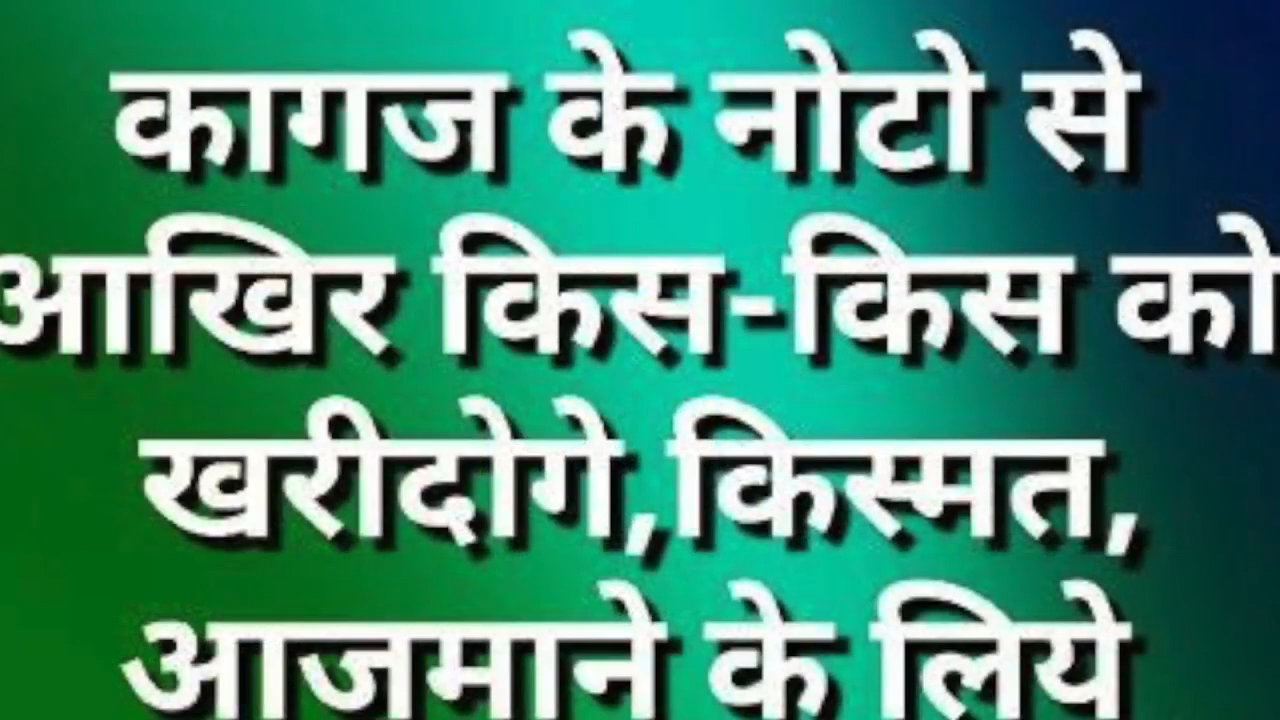 कागज के नोटो से
आखिर किस-किस को
खरीदोगे,किस्मत,
आजमाने के लिये